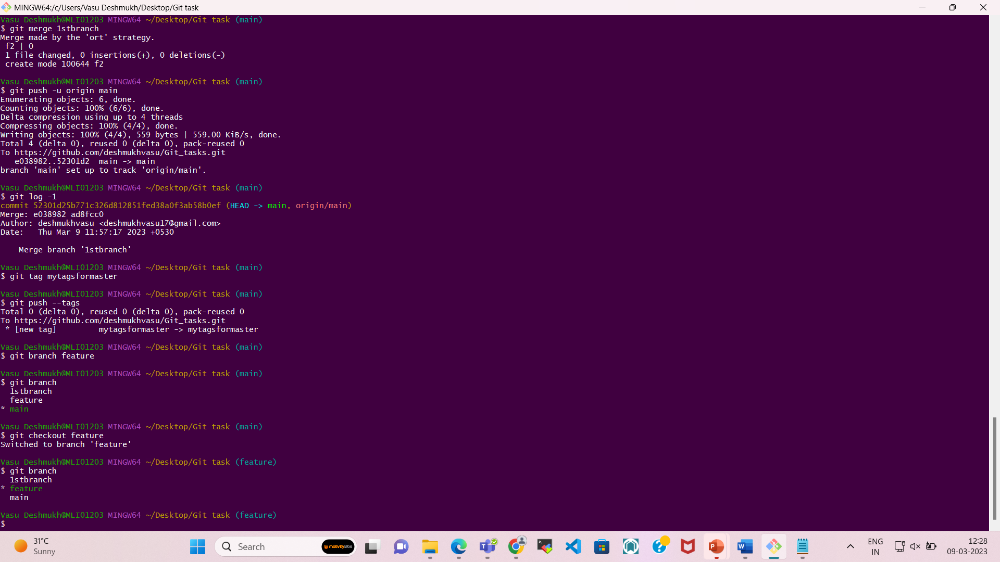 MINGW64:/c/Users/Vasu Deshmukh/Desktop/Git task
Vasu Deshmukh@MLI01203 MINGW64 ~/Desktop/Git task (main)
$ git merge 1stbranch
Merge made by the 'ort' strategy.
 f2 | 0
 1 file changed, 0 insertions(+), 0 deletions(-)
 create mode 100644 f2

Vasu Deshmukh@MLI01203 MINGW64 ~/Desktop/Git task (main)
$ git push -u origin main
Enumerating objects: 6, done.
Counting objects: 100% (6/6), done.
Delta compression using up to 4 threads
Compressing objects: 100% (4/4), done.
Writing objects: 100% (4/4), 559 bytes | 559.00 KiB/s, done.
Total 4 (delta 0), reused 0 (delta 0), pack-reused 0
To https://github.com/deshmukhvasu/Git_tasks.git
   e038982..52301d2  main -> main
branch 'main' set up to track 'origin/main'.

Vasu Deshmukh@MLI01203 MINGW64 ~/Desktop/Git task (main)
$ git log -1
commit 52301d25b771c326d812851fed38a0f3ab58b0ef (HEAD -> main, origin/main)
Merge: e038982 ad8fcc0
Author: deshmukhvasu <deshmukhvasu17@gmail.com>
Date:   Thu Mar 9 11:57:17 2023 +0530

    Merge branch '1stbranch'

Vasu Deshmukh@MLI01203 MINGW64 ~/Desktop/Git task (main)
$ git tag mytagsformaster

Vasu Deshmukh@MLI01203 MINGW64 ~/Desktop/Git task (main)
$ git push --tags
Total 0 (delta 0), reused 0 (delta 0), pack-reused 0
To https://github.com/deshmukhvasu/Git_tasks.git
 * [new tag]         mytagsformaster -> mytagsformaster

Vasu Deshmukh@MLI01203 MINGW64 ~/Desktop/Git task (main)
$ git branch feature

Vasu Deshmukh@MLI01203 MINGW64 ~/Desktop/Git task (main)
$ git branch
  1stbranch
  feature
* main

Vasu Deshmukh@MLI01203 MINGW64 ~/Desktop/Git task (main)
$ git checkout feature
Switched to branch 'feature'

Vasu Deshmukh@MLI01203 MINGW64 ~/Desktop/Git task (feature)
$ git branch
  1stbranch
* feature
  main

Vasu Deshmukh@MLI01203 MINGW64 ~/Desktop/Git task (feature)
$
31°C
Sunny
Search
motivitylabs
ENG
IN
12:28
09-03-2023